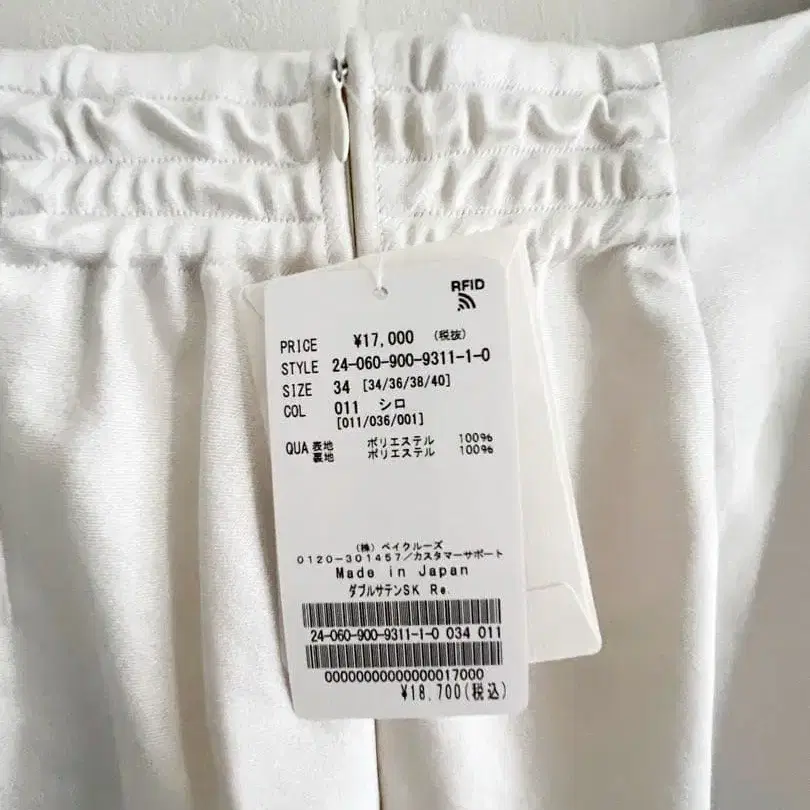 RFID
PRICE ¥17,000 (税抜)
STYLE 24-060-900-9311-1-0
SIZE 34 [34/36/38/40]
COL 011 シロ
[011/036/001]
QUA 表地 ポリエステル 100%
裏地 ポリエステル 100%
(株) ベイクルーズ
0120-301457/カスタマーサポート
Made in Japan
ダブルサテンSK Re.
24-060-900-9311-1-0 034 011
00000000000000017000
¥18,700(税込)